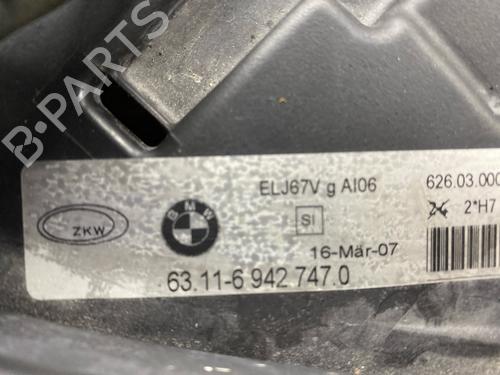 B-PARTS
ELJ67V g AI06
626.03.000
ZKW
BMW
SI
2*H7
16-Mär-07
63.11-6 942 747.0